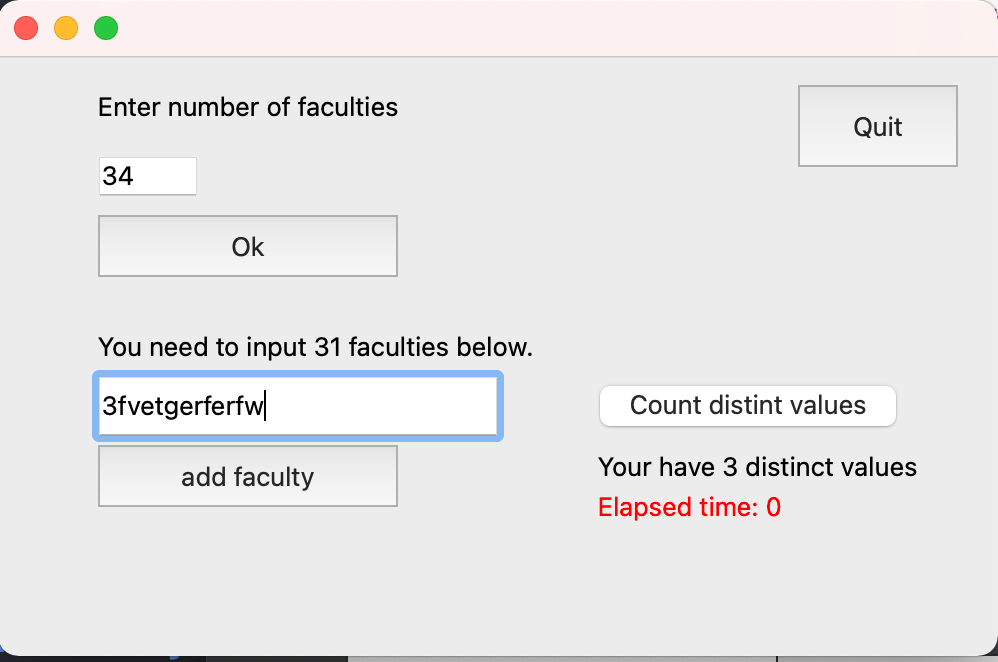 Enter number of faculties
Quit
34
Ok
You need to input 31 faculties below.
3fvetgerferfw
Count distint values
add faculty
Your have 3 distinct values
Elapsed time: 0